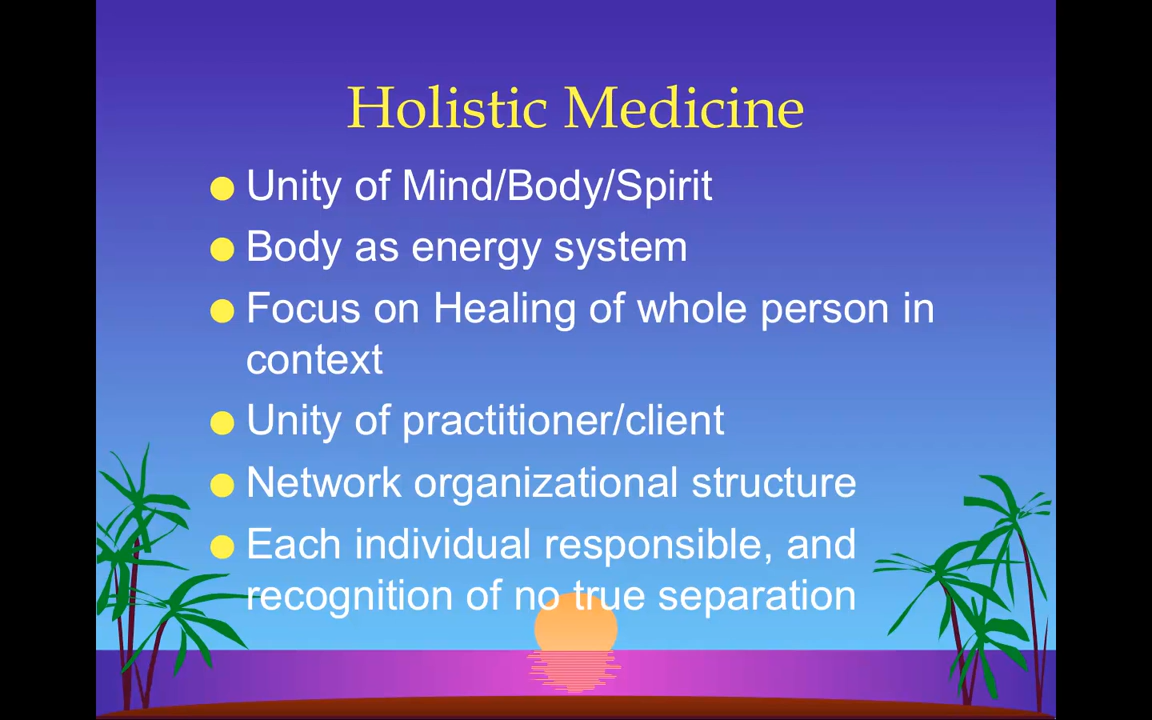 Holistic Medicine
Unity of Mind/Body/Spirit
Body as energy system
Focus on Healing of whole person in
context
Unity of practitioner/client
Network organizational structure
Each individual responsible, and
recognition of no true separation